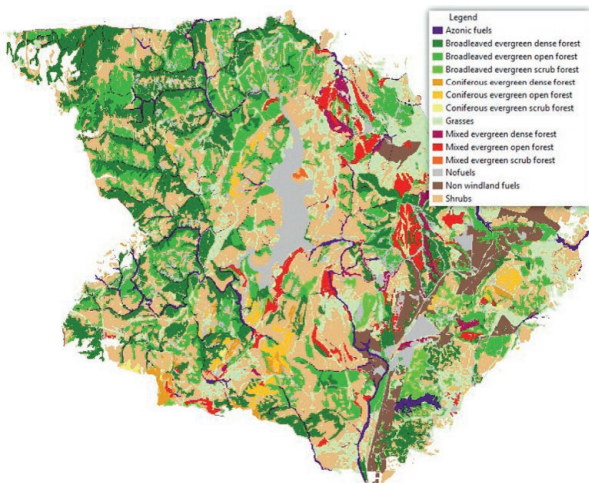 Legend
Azonic fuels
Broadleaved evergreen dense forest
Broadleaved evergreen open forest
Broadleaved evergreen scrub forest
Coniferous evergreen dense forest
Coniferous evergreen open forest
Coniferous evergreen scrub forest
Grasses
Mixed evergreen dense forest
Mixed evergreen open forest
Mixed evergreen scrub forest
Nofuels
Non windland fuels
Shrubs